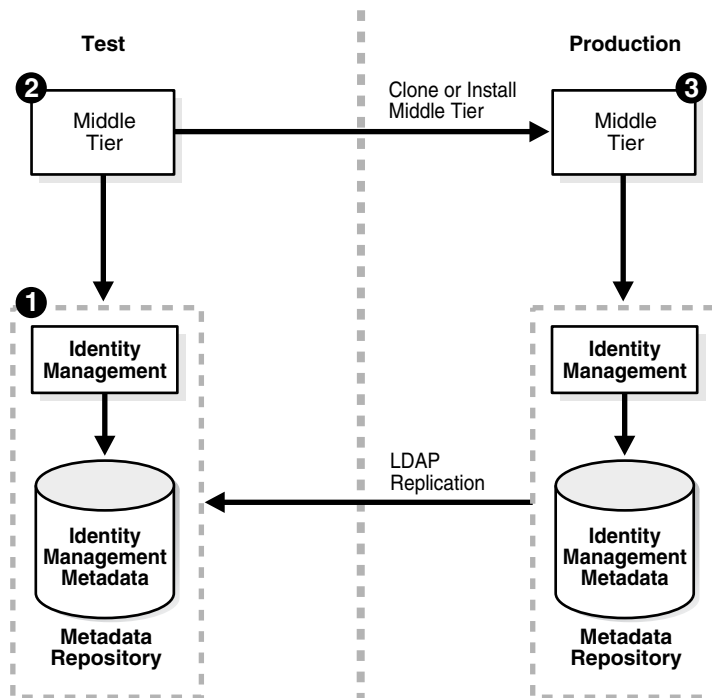 Test
Production
2
Middle
Tier
Clone or Install
Middle Tier
3
Middle
Tier
1
Identity
Management
Identity
Management
LDAP
Replication
Identity
Management
Metadata
Identity
Management
Metadata
Metadata
Repository
Metadata
Repository